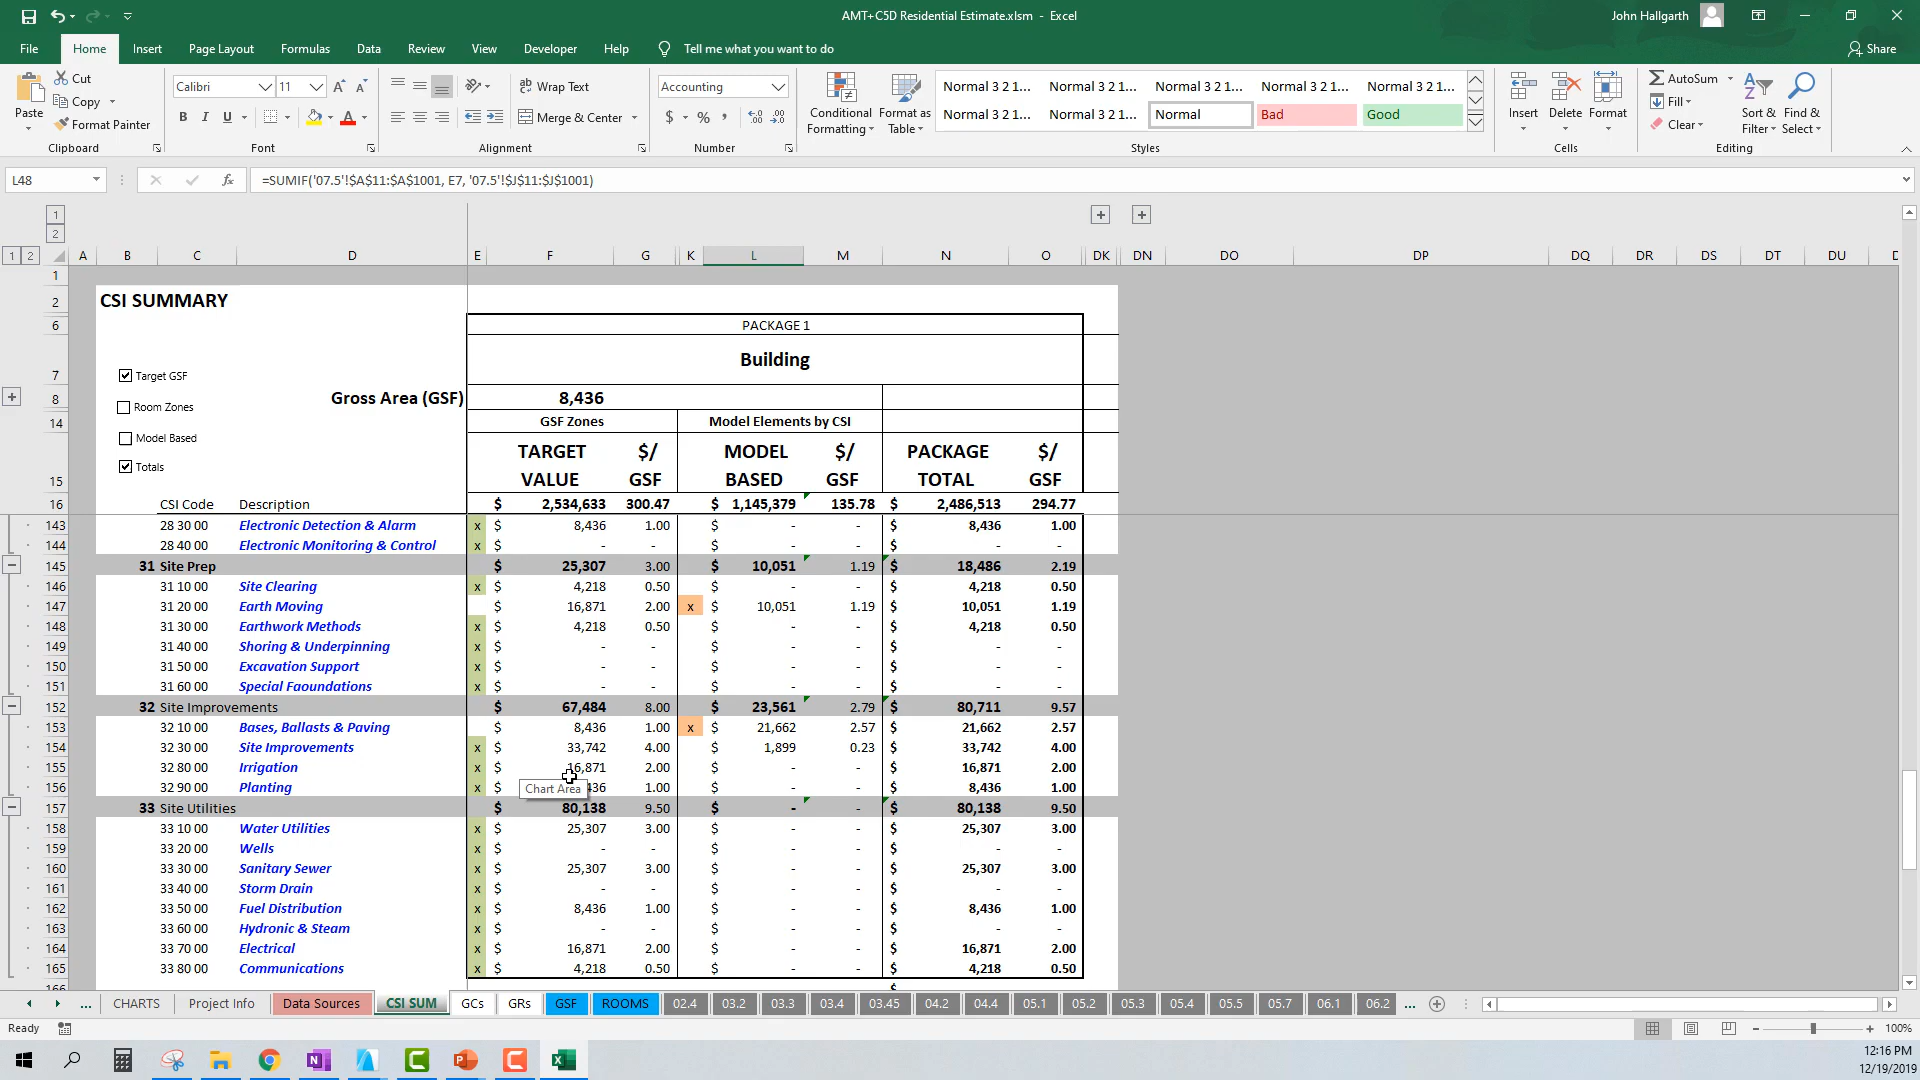 AMT+C5D Residential Estimate.xlsm - Excel
John Hallgarth
File Home Insert Page Layout Formulas Data Review View Developer Help Tell me what you want to do Share
Paste Cut Copy Format Painter Clipboard
Calibri 11 B I U Font
Wrap Text Merge & Center Alignment
Accounting $ % Number
Conditional Formatting Format as Table
Normal 3 2 1... Normal 3 2 1... Normal 3 2 1... Normal 3 2 1... Normal 3 2 1...
Normal 3 2 1... Normal 3 2 1... Normal Bad Good
Styles
Insert Delete Format Cells
AutoSum Fill Clear Sort & Filter Find & Select Editing
L48 fx =SUMIF('07.5'!$A$11:$A$1001, E7, '07.5'!$J$11:$J$1001)
1
2
1 2 A B C D E F G K L M N O DK DN DO DP DQ DR DS DT DU
1
2 CSI SUMMARY
6 PACKAGE 1
7 Building
Target GSF
8 Gross Area (GSF) 8,436
Room Zones
14 GSF Zones Model Elements by CSI
Model Based
15 TARGET VALUE $/ GSF MODEL BASED $/ GSF PACKAGE TOTAL $/ GSF
Totals
16 CSI Code Description $ 2,534,633 300.47 $ 1,145,379 135.78 $ 2,486,513 294.77
143 28 30 00 Electronic Detection & Alarm x $ 8,436 1.00 $ - - $ 8,436 1.00
144 28 40 00 Electronic Monitoring & Control x $ - - $ - - $ - -
145 31 Site Prep $ 25,307 3.00 $ 10,051 1.19 $ 18,486 2.19
146 31 10 00 Site Clearing x $ 4,218 0.50 $ - - $ 4,218 0.50
147 31 20 00 Earth Moving $ 16,871 2.00 x $ 10,051 1.19 $ 10,051 1.19
148 31 30 00 Earthwork Methods x $ 4,218 0.50 $ - - $ 4,218 0.50
149 31 40 00 Shoring & Underpinning x $ - - $ - - $ - -
150 31 50 00 Excavation Support x $ - - $ - - $ - -
151 31 60 00 Special Faoundations x $ - - $ - - $ - -
152 32 Site Improvements $ 67,484 8.00 $ 23,561 2.79 $ 80,711 9.57
153 32 10 00 Bases, Ballasts & Paving $ 8,436 1.00 x $ 21,662 2.57 $ 21,662 2.57
154 32 30 00 Site Improvements x $ 33,742 4.00 $ 1,899 0.23 $ 33,742 4.00
155 32 80 00 Irrigation x $ 16,871 2.00 $ - - $ 16,871 2.00
156 32 90 00 Planting x $ Chart Area 436 1.00 $ - - $ 8,436 1.00
157 33 Site Utilities $ 80,138 9.50 $ - - $ 80,138 9.50
158 33 10 00 Water Utilities x $ 25,307 3.00 $ - - $ 25,307 3.00
159 33 20 00 Wells x $ - - $ - - $ - -
160 33 30 00 Sanitary Sewer x $ 25,307 3.00 $ - - $ 25,307 3.00
161 33 40 00 Storm Drain x $ - - $ - - $ - -
162 33 50 00 Fuel Distribution x $ 8,436 1.00 $ - - $ 8,436 1.00
163 33 60 00 Hydronic & Steam x $ - - $ - - $ - -
164 33 70 00 Electrical x $ 16,871 2.00 $ - - $ 16,871 2.00
165 33 80 00 Communications x $ 4,218 0.50 $ - - $ 4,218 0.50
... CHARTS Project Info Data Sources CSI SUM GCs GRs GSF ROOMS 02.4 03.2 03.3 03.4 03.45 04.2 04.4 05.1 05.2 05.3 05.4 05.5 05.7 06.1 06.2 ...
Ready 100%
12:16 PM
12/19/2019